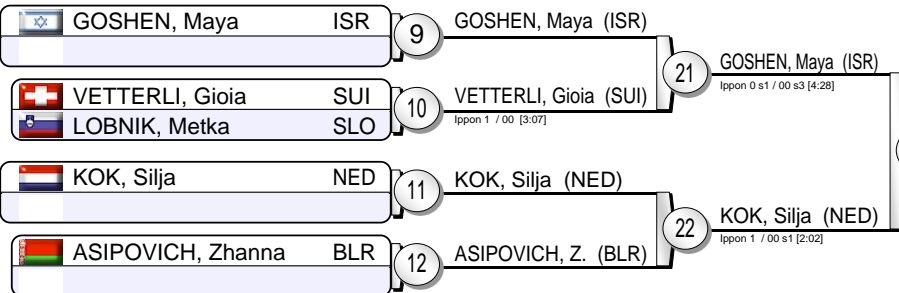 GOSHEN, Maya ISR
9
GOSHEN, Maya (ISR)
21
GOSHEN, Maya (ISR)
Ippon 0 s1 / 00 s3 [4:28]
VETTERLI, Gioia SUI
LOBNIK, Metka SLO
10
VETTERLI, Gioia (SUI)
Ippon 1 / 00 [3:07]
KOK, Silja NED
11
KOK, Silja (NED)
22
KOK, Silja (NED)
Ippon 1 / 00 s1 [2:02]
ASIPOVICH, Zhanna BLR
12
ASIPOVICH, Z. (BLR)